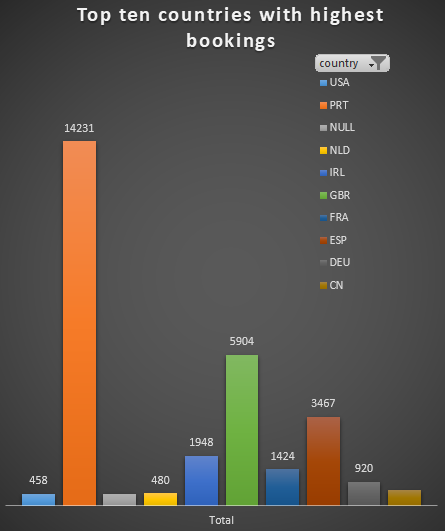 Top ten countries with highest
bookings
country
USA
PRT
NULL
NLD
IRL
GBR
FRA
ESP
DEU
CN
458
14231
480
1948
5904
1424
3467
920
Total